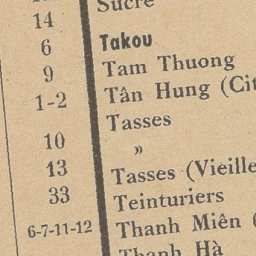 14 Sucre
6 Takou
9 Tam Thuong
1-2 Tân Hung
Tasses
10 »
13 Tasses (Vieille
33 Teinturiers
6-7-11-12 Thanh Miên (
Thanh Hà